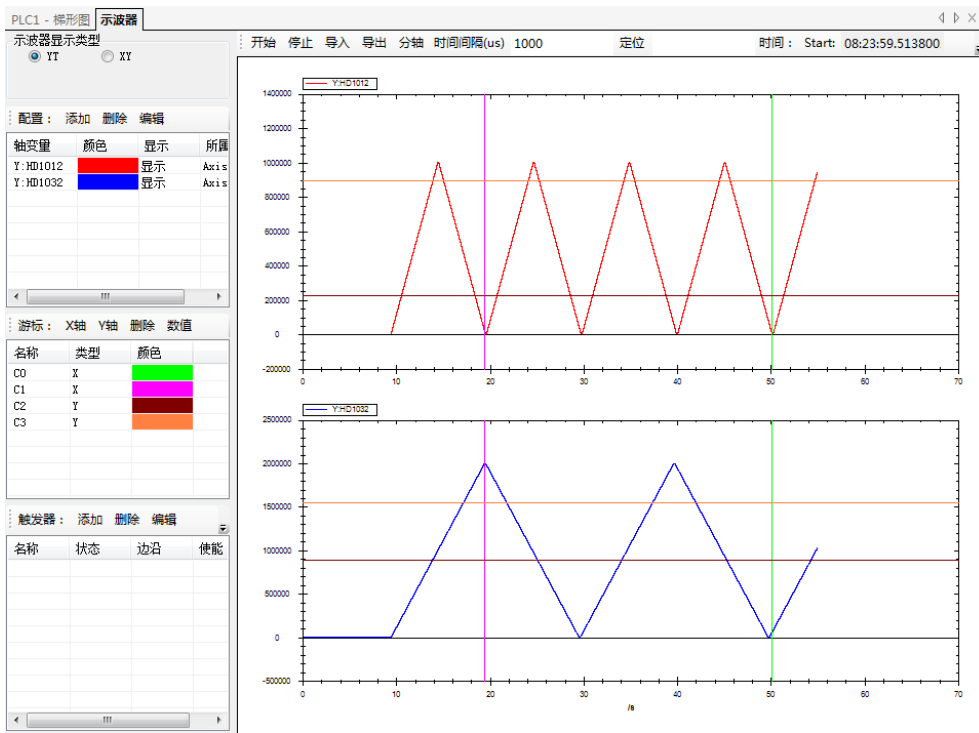 PLC1 - 梯形图 示波器
示波器显示类型
YT XY
开始 停止 导入 导出 分轴 时间间隔(us) 1000 定位 时间： Start: 08:23:59.513800
配置： 添加 删除 编辑
轴变量 颜色 显示 所属
Y:HD1012 显示 Axis
Y:HD1032 显示 Axis
游标： X轴 Y轴 删除 数值
名称 类型 颜色
C0 X
C1 X
C2 Y
C3 Y
触发器： 添加 删除 编辑
名称 状态 边沿 使能
Y:HD1012
1400000
1200000
1000000
800000
600000
400000
200000
0
-200000
0 10 20 30 40 50 60 70
Y:HD1032
2500000
2000000
1500000
1000000
500000
0
-500000
0 10 20 30 40 50 60 70
/s